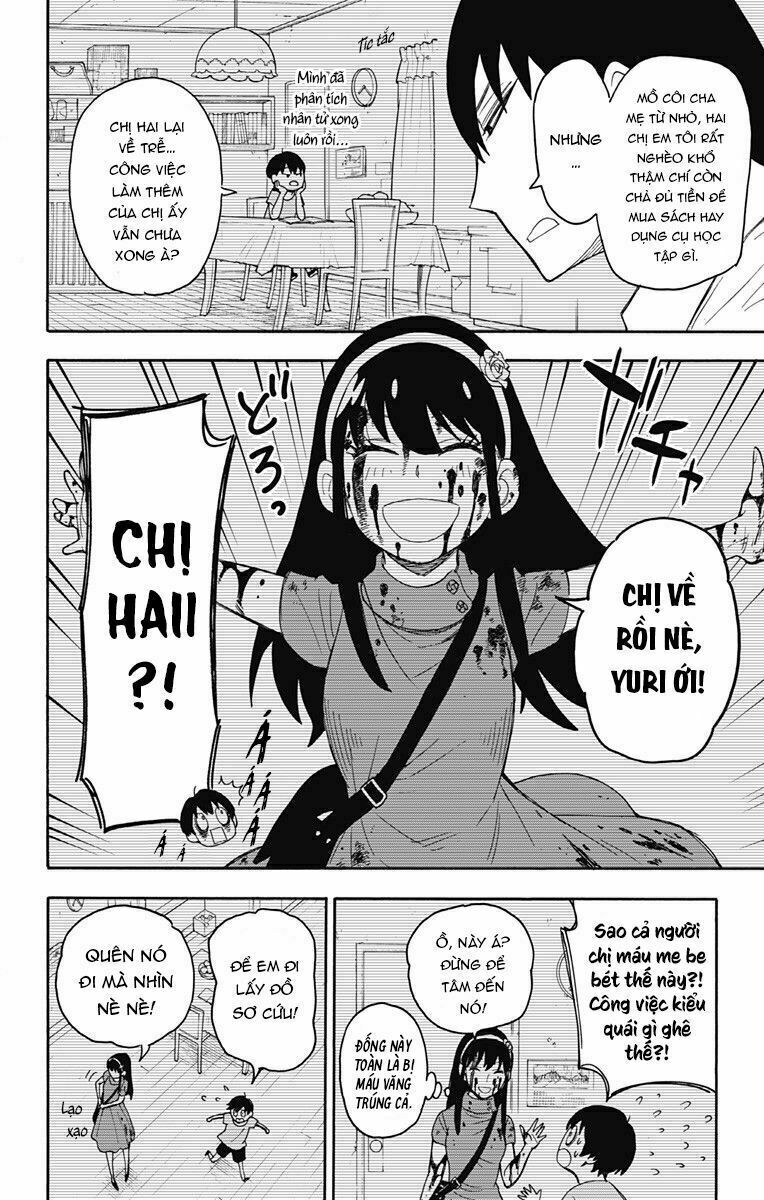 MỒ CÔI CHA
MẸ TỪ NHỎ, HAI
CHỊ EM TÔI RẤT
NGHÈO KHỔ
THẬM CHÍ CÒN
CHẢ ĐỦ TIỀN ĐỂ
MUA SÁCH HAY
DỤNG CỤ HỌC
TẬP GÌ.
NHƯNG
...
Tíc tắc
Mình đã
phân tích
nhân tử xong
luôn rồi...
CHỊ HAI LẠI
VỀ TRỄ...
CÔNG VIỆC
LÀM THÊM
CỦA CHỊ ẤY
VẪN CHƯA
XONG À?
ガチャ
CHỊ VỀ
RỒI NÈ,
YURI ƠI!
どろっ
CHỊ
HAII
?!
Á Á Á Á Á Á
Sao cả người
chị máu me be
bét thế này?!
Công việc kiểu
quái gì ghê
thế?!
Ồ, NÀY Á?
ĐỪNG ĐỂ
TÂM ĐẾN
NÓ!
ĐỐNG NÀY
TOÀN LÀ BỊ
MÁU VĂNG
TRÚNG CẢ.
ĐỂ EM ĐI
LẤY ĐỒ
SƠ CỨU!
QUÊN NÓ
ĐI MÀ NHÌN
NÈ NÈ!
Lạo
xạo